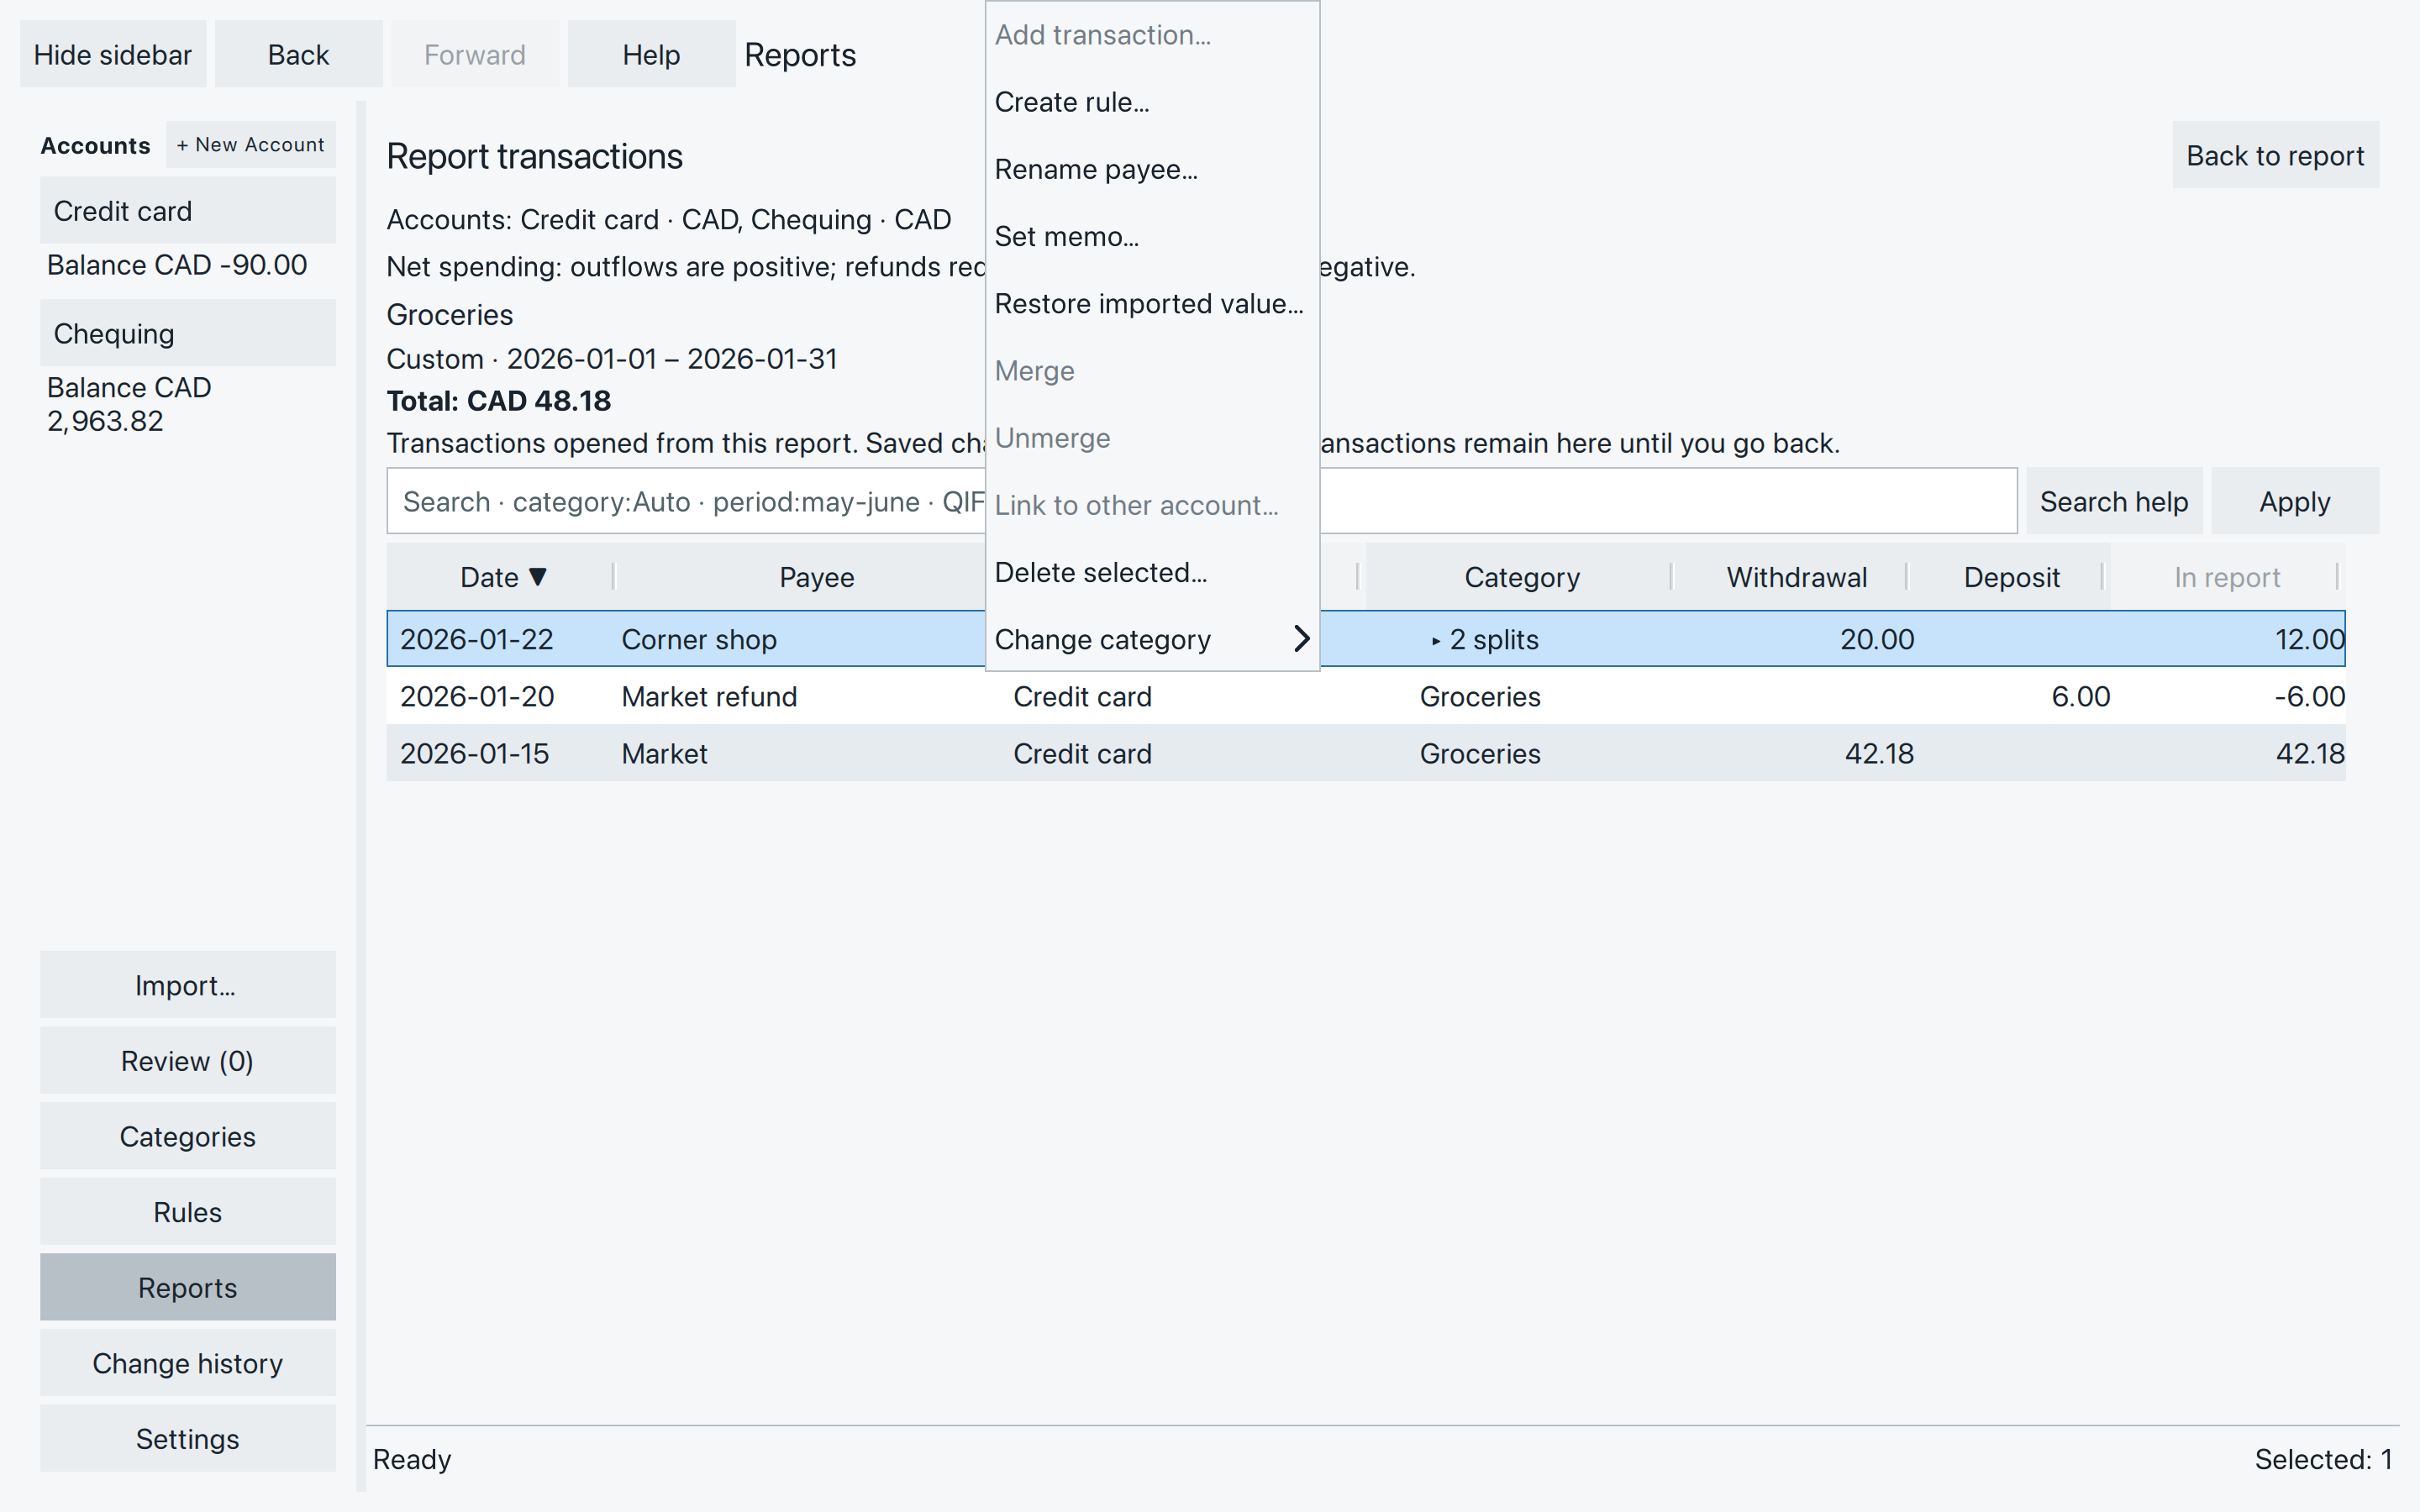 Hide sidebar
Back
Forward
Help
Reports
Accounts
+ New Account
Credit card
Balance CAD -90.00
Chequing
Balance CAD
2,963.82
Import...
Review (0)
Categories
Rules
Reports
Change history
Settings
Report transactions
Back to report
Accounts: Credit card · CAD, Chequing · CAD
Net spending: outflows are positive; refunds
Groceries
Custom · 2026-01-01 – 2026-01-31
Total: CAD 48.18
Transactions opened from this report. Saved
remain here until you go back.
Search · category:Auto · period:may-june ·
Search help
Apply
Date ▼
Payee
Category
Withdrawal
Deposit
In report
2026-01-22 Corner shop ▸ 2 splits 20.00 12.00
2026-01-20 Market refund Credit card Groceries 6.00 -6.00
2026-01-15 Market Credit card Groceries 42.18 42.18
Add transaction...
Create rule...
Rename payee...
Set memo...
Restore imported value...
Merge
Unmerge
Link to other account...
Delete selected...
Change category
Ready
Selected: 1